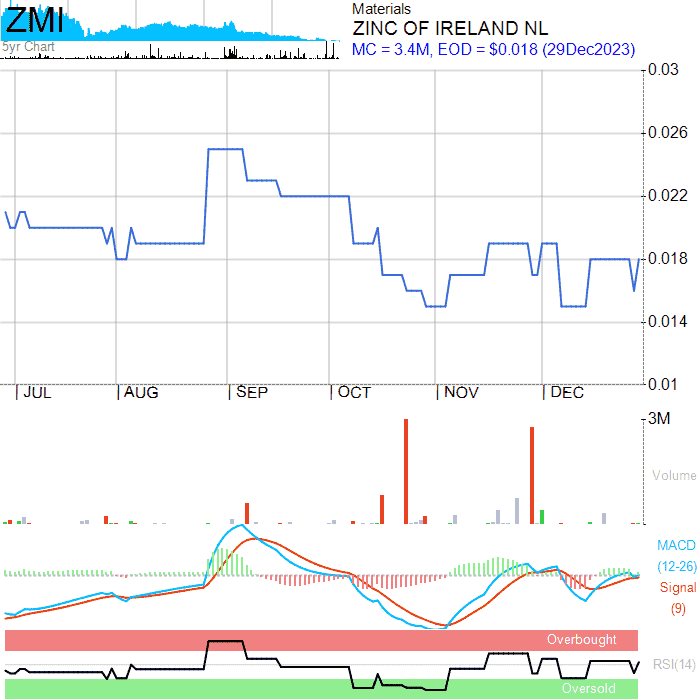 ZMI
5yr Chart
Materials
ZINC OF IRELAND NL
MC = 3.4M, EOD = $0.018 (29Dec2023)
0.03
0.026
0.022
0.018
0.014
0.01
| JUL | AUG | SEP | OCT | NOV | DEC
3M
Volume
MACD
(12-26)
Signal
(9)
Overbought
RSI(14)
Oversold